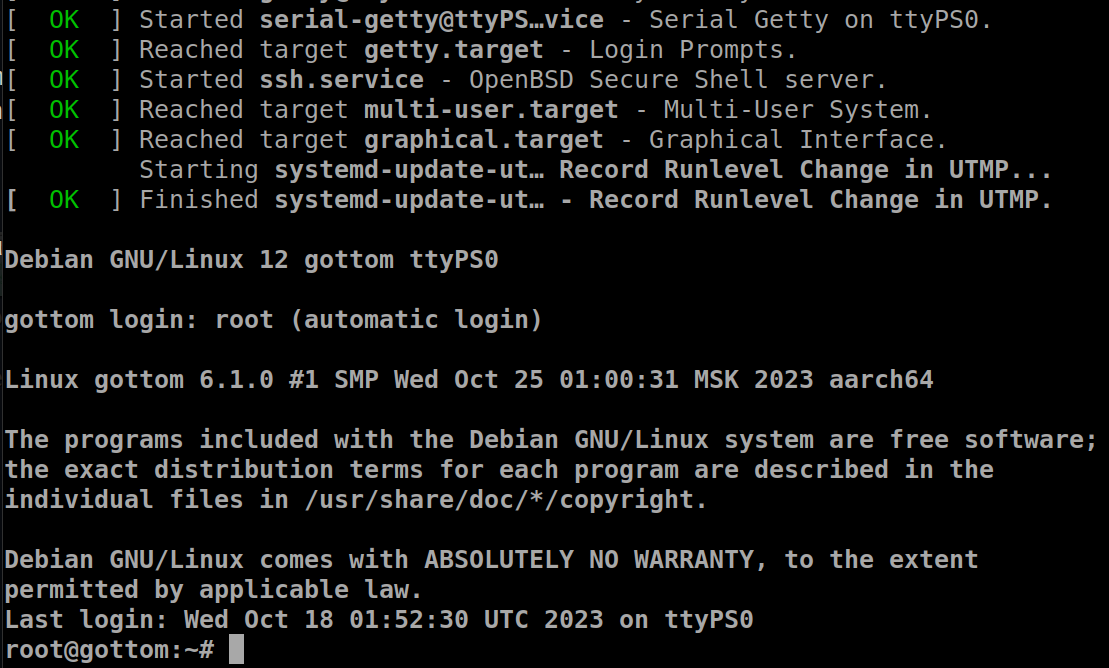 [  OK  ] Started serial-getty@ttyPS…vice - Serial Getty on ttyPS0.
[  OK  ] Reached target getty.target - Login Prompts.
[  OK  ] Started ssh.service - OpenBSD Secure Shell server.
[  OK  ] Reached target multi-user.target - Multi-User System.
[  OK  ] Reached target graphical.target - Graphical Interface.
         Starting systemd-update-ut… Record Runlevel Change in UTMP...
[  OK  ] Finished systemd-update-ut… - Record Runlevel Change in UTMP.
Debian GNU/Linux 12 gottom ttyPS0
gottom login: root (automatic login)
Linux gottom 6.1.0 #1 SMP Wed Oct 25 01:00:31 MSK 2023 aarch64
The programs included with the Debian GNU/Linux system are free software;
the exact distribution terms for each program are described in the
individual files in /usr/share/doc/*/copyright.
Debian GNU/Linux comes with ABSOLUTELY NO WARRANTY, to the extent
permitted by applicable law.
Last login: Wed Oct 18 01:52:30 UTC 2023 on ttyPS0
root@gottom:~#